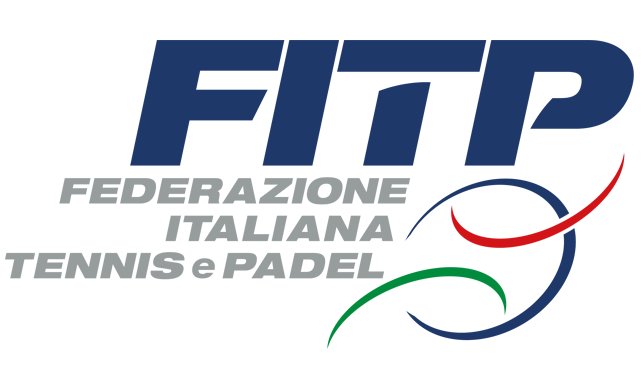 FITP
FEDERAZIONE
ITALIANA
TENNIS e PADEL